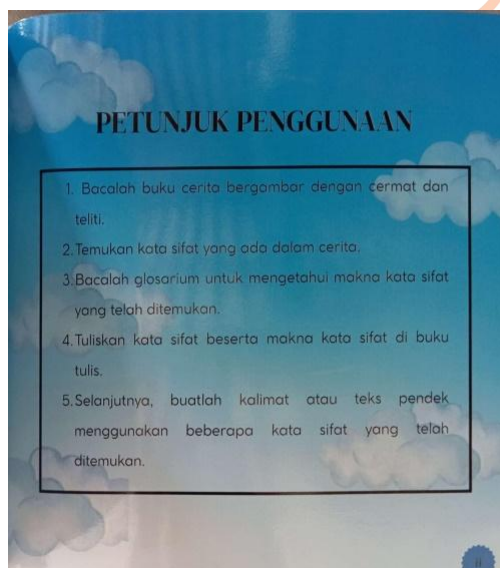 PETUNJUK PENGGUNAAN
1. Bacalah buku cerita bergambar dengan cermat dan
teliti.
2. Temukan kata sifat yang ada dalam cerita.
3. Bacalah glosarium untuk mengetahui makna kata sifat
yang telah ditemukan.
4. Tuliskan kata sifat beserta makna kata sifat di buku
tulis.
5. Selanjutnya, buatlah kalimat atau teks pendek
menggunakan beberapa kata sifat yang telah
ditemukan.
ii